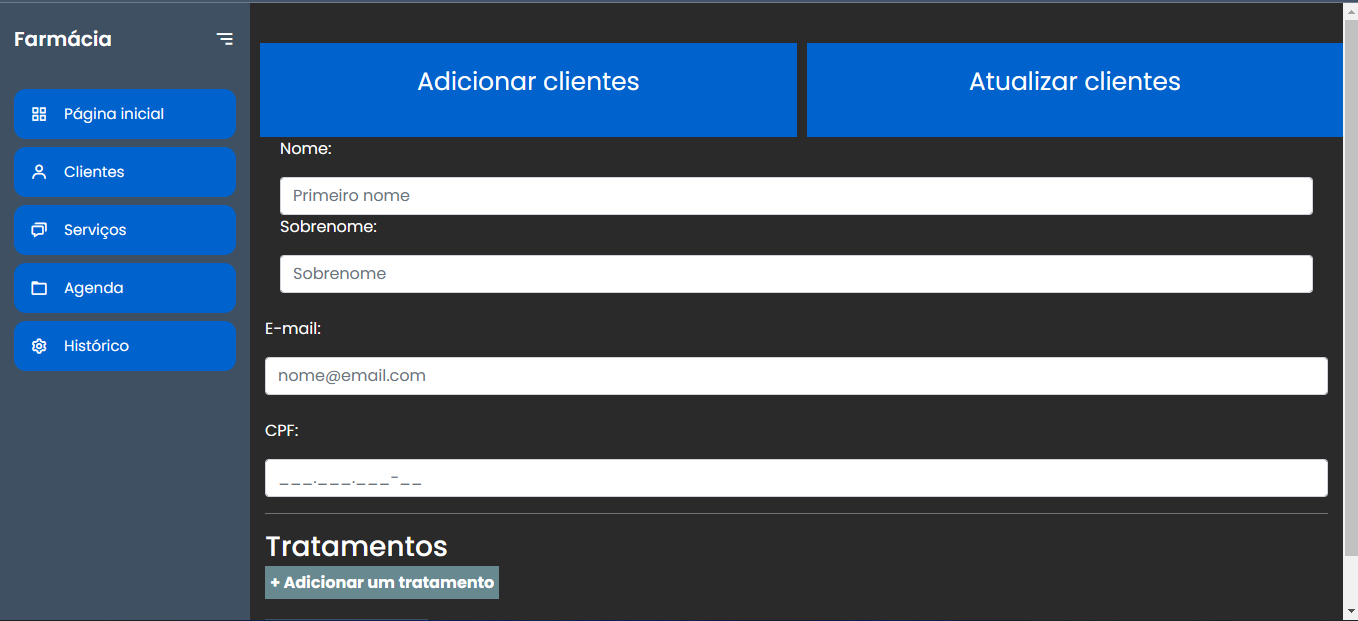 Farmácia
Página inicial
Clientes
Serviços
Agenda
Histórico
Adicionar clientes
Atualizar clientes
Nome:
Primeiro nome
Sobrenome:
Sobrenome
E-mail:
nome@email.com
CPF:
___.___.___-__
Tratamentos
+ Adicionar um tratamento